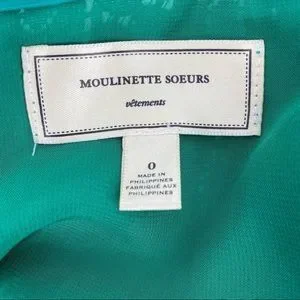 MOULINETTE SOEURS
vêtements
0
MADE IN
PHILIPPINES
FABRIQUÉ AUX
PHILIPPINES